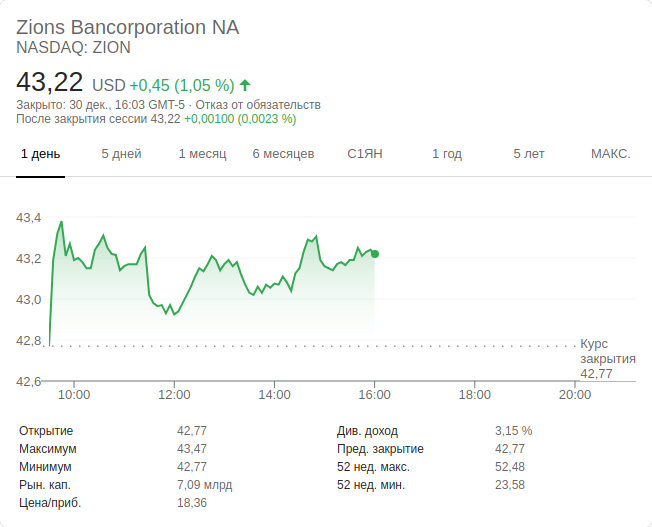 Zions Bancorporation NA
NASDAQ: ZION
43,22 USD +0,45 (1,05 %)
Закрыто: 30 дек., 16:03 GMT-5 · Отказ от обязательств
После закрытия сессии 43,22 +0,00100 (0,0023 %)
1 день 5 дней 1 месяц 6 месяцев С1ЯН 1 год 5 лет МАКС.
43,4
43,2
43,0
42,8
Курс
закрытия
42,77
42,6
10:00 12:00 14:00 16:00 18:00 20:00
Открытие 42,77 Див. доход 3,15 %
Максимум 43,47 Пред. закрытие 42,77
Минимум 42,77 52 нед. макс. 52,48
Рын. кап. 7,09 млрд 52 нед. мин. 23,58
Цена/приб. 18,36